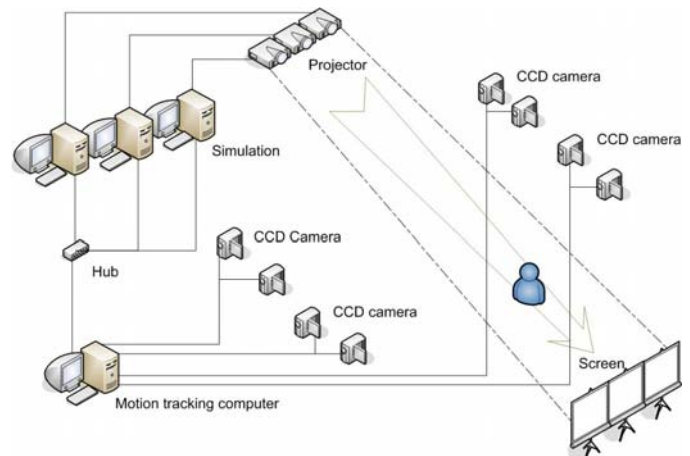 Projector
CCD camera
CCD camera
Simulation
CCD Camera
Hub
CCD camera
Screen
Motion tracking computer